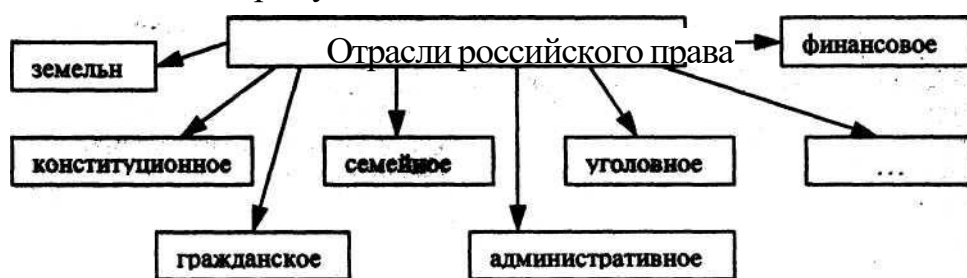 Отрасли российского права
финансовое
земельн
конституционное
семейное
уголовное
...
гражданское
административное